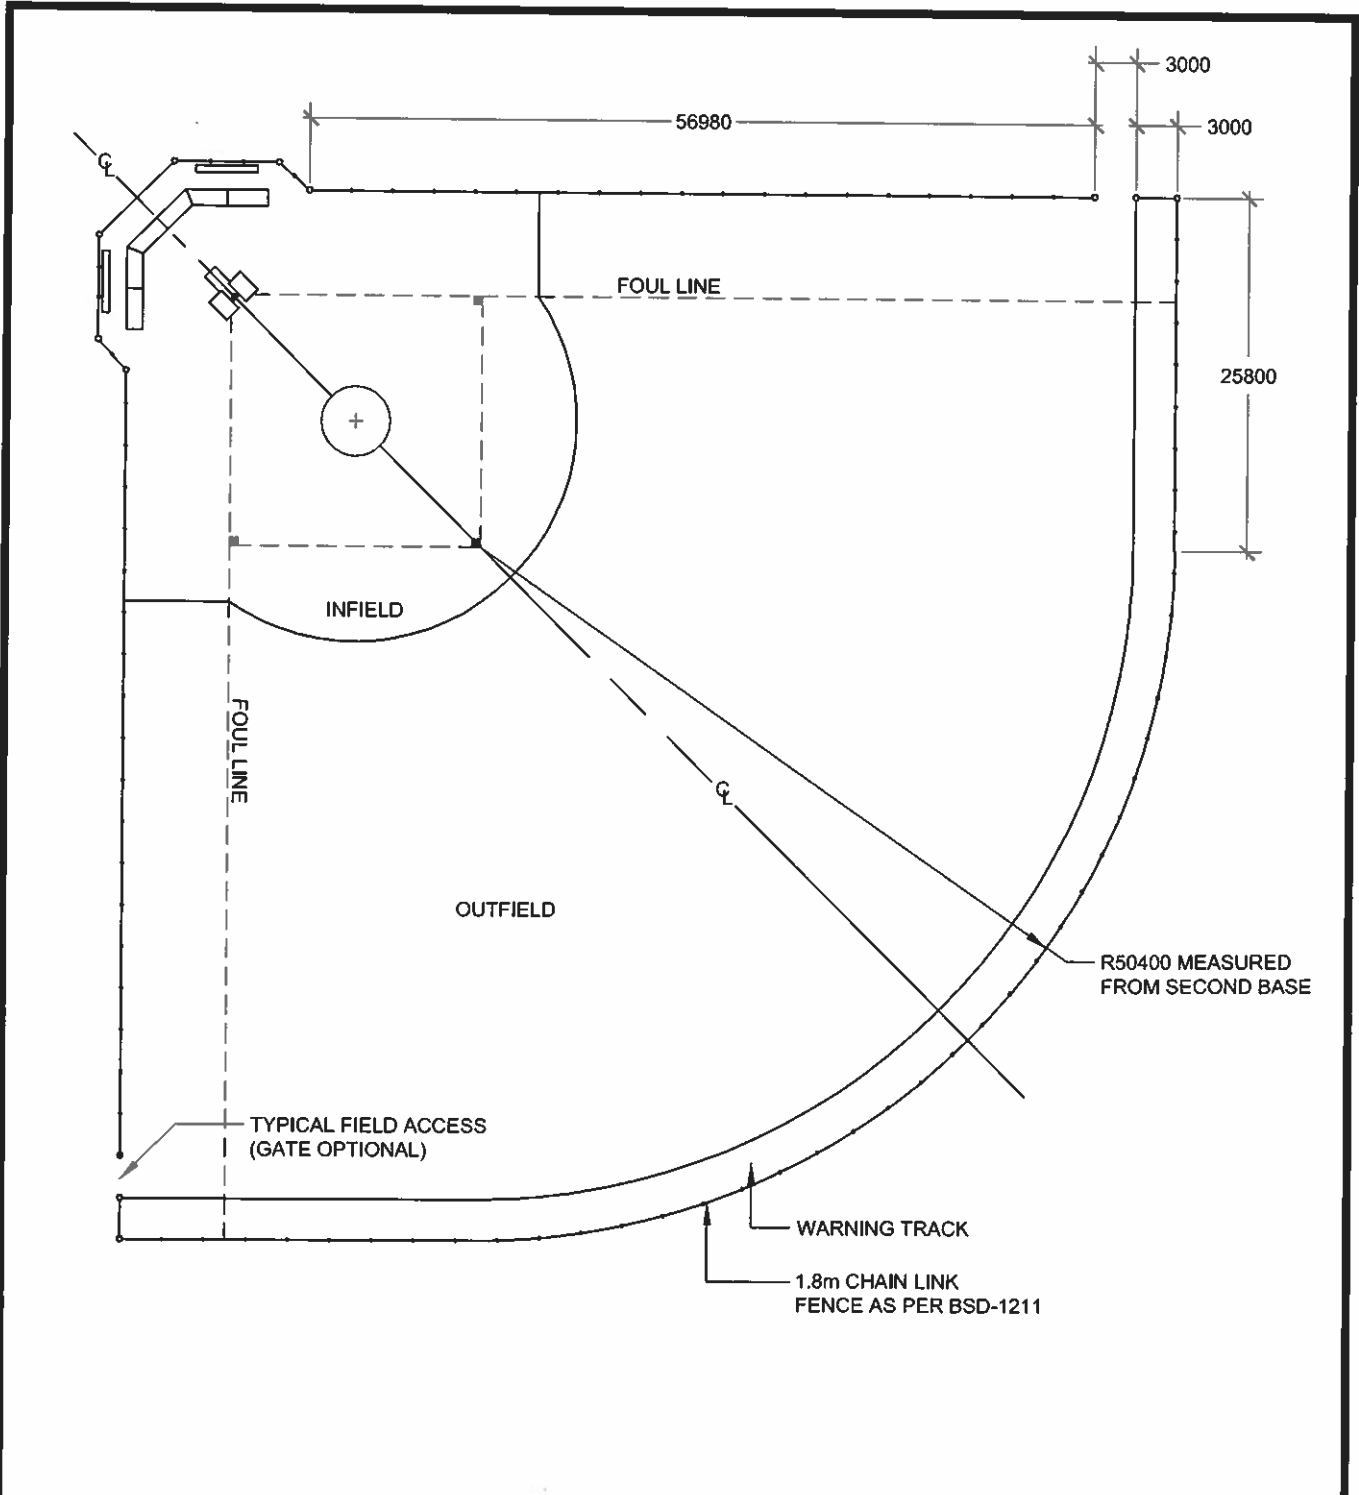 3000
56980
3000
℄
FOUL LINE
25800
INFIELD
FOUL LINE
℄
OUTFIELD
R50400 MEASURED
FROM SECOND BASE
TYPICAL FIELD ACCESS
(GATE OPTIONAL)
WARNING TRACK
1.8m CHAIN LINK
FENCE AS PER BSD-1211